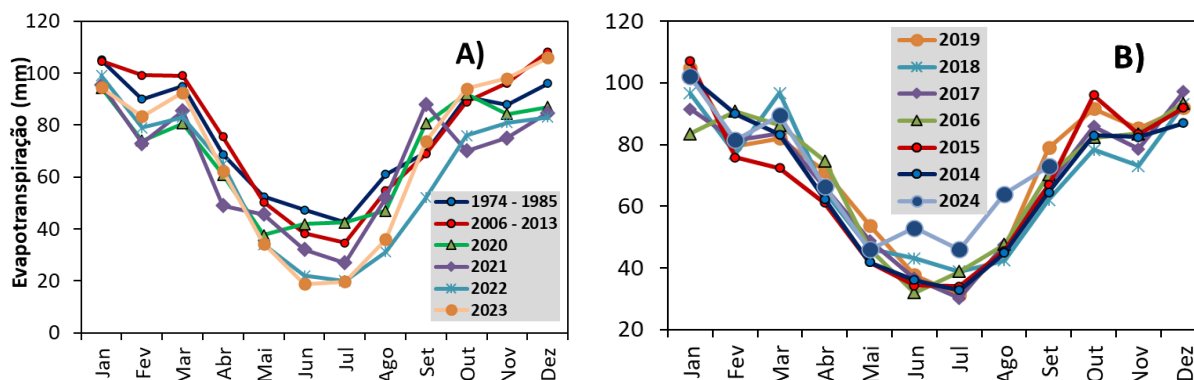 A)
Evapotranspiração (mm)
120
100
80
60
40
20
0
1974 - 1985
2006 - 2013
2020
2021
2022
2023
Jan
Fev
Mar
Abr
Mai
Jun
Jul
Ago
Set
Out
Nov
Dez
B)
120
100
80
60
40
20
2019
2018
2017
2016
2015
2014
2024
Jan
Fev
Mar
Abr
Mai
Jun
Jul
Ago
Set
Out
Nov
Dez